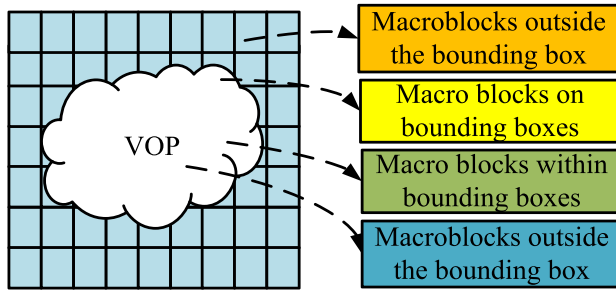 VOP
Macroblocks outside
the bounding box
Macro blocks on
bounding boxes
Macro blocks within
bounding boxes
Macroblocks outside
the bounding box